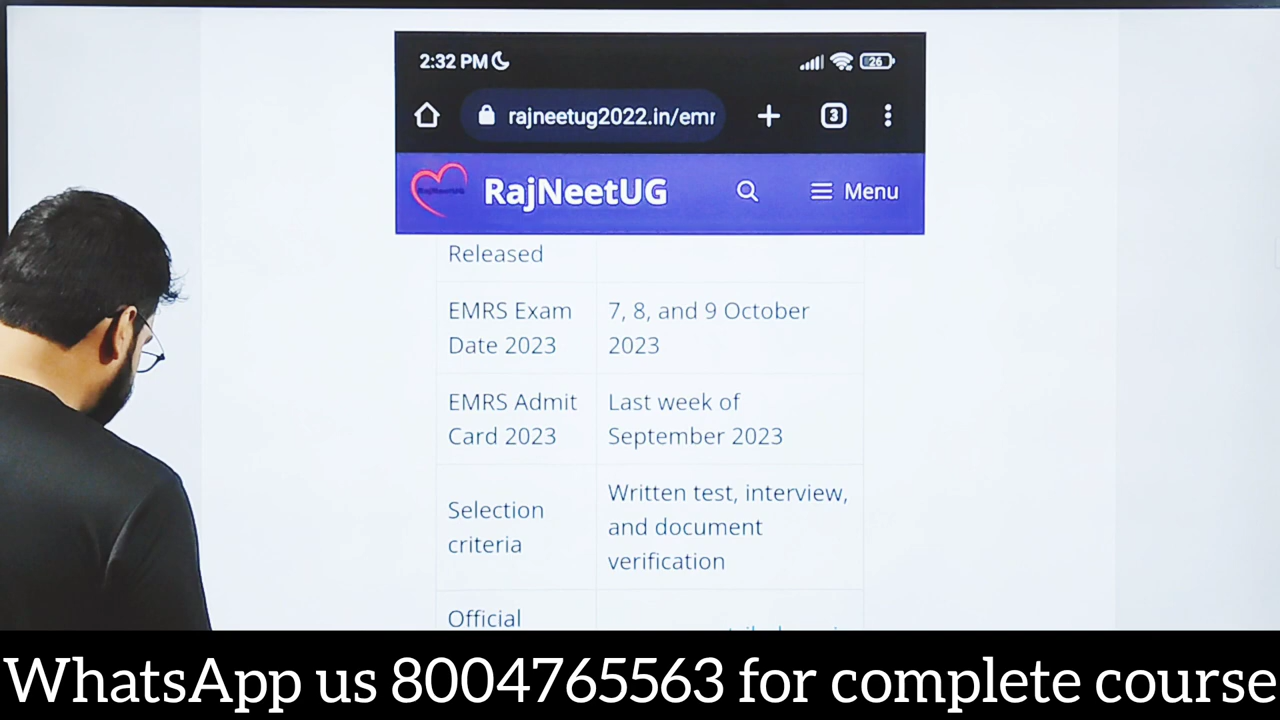 2:32 PM
26
rajneetug2022.in/emr
3
RajNeetUG
Menu
Released
EMRS Exam
Date 2023
7, 8, and 9 October
2023
EMRS Admit
Card 2023
Last week of
September 2023
Selection
criteria
Written test, interview,
and document
verification
Official
WhatsApp us 8004765563 for complete course